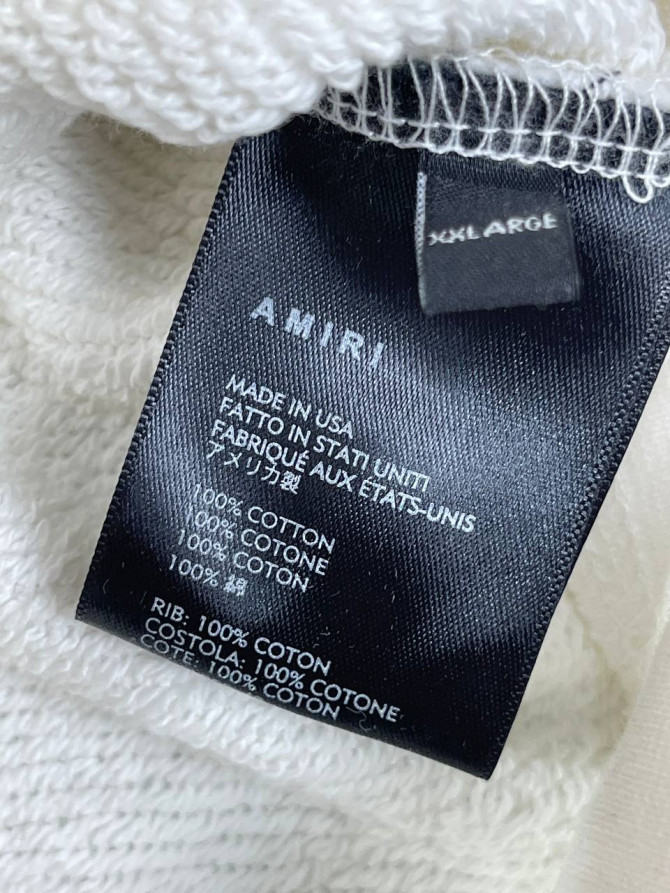 XXLARGE
AMIRI
MADE IN USA
FATTO IN STATI UNITI
FABRIQUÉ AUX ÉTATS-UNIS
アメリカ製
100% COTTON
100% COTONE
100% COTON
100% 綿
RIB: 100% COTON
COSTOLA: 100% COTONE
COTE: 100% COTON